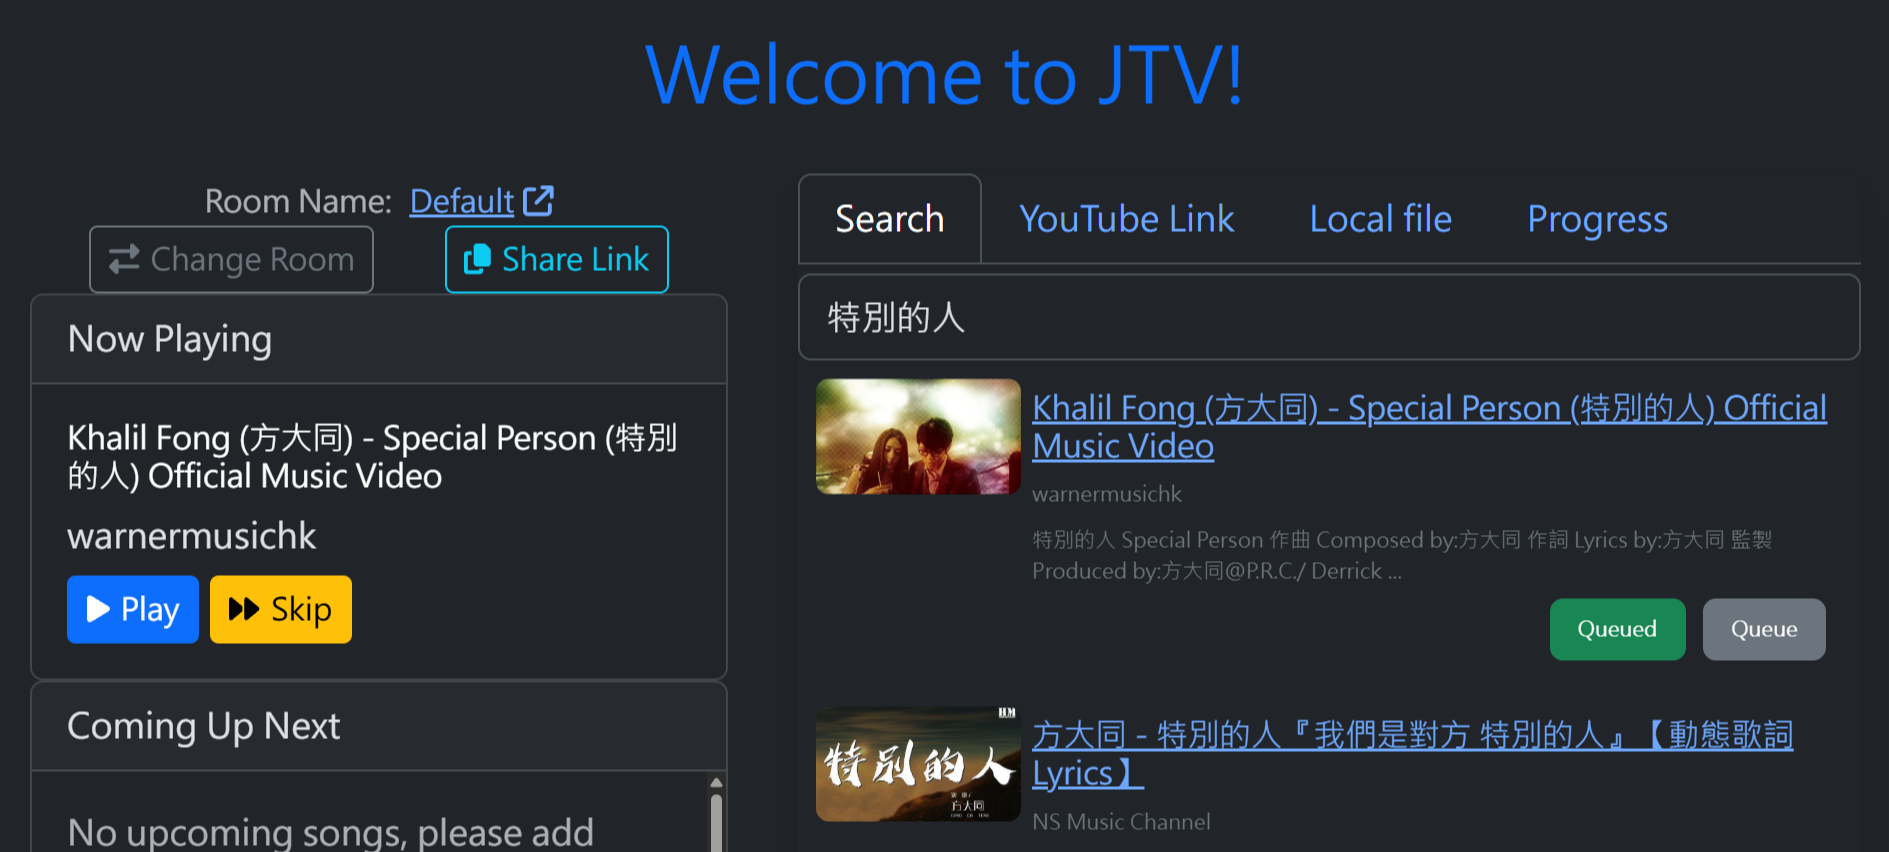 Welcome to JTV!
Room Name: Default
Change Room
Share Link
Now Playing
Khalil Fong (方大同) - Special Person (特別
的人) Official Music Video
warnermusichk
Play
Skip
Coming Up Next
No upcoming songs, please add
Search
YouTube Link
Local file
Progress
特別的人
Khalil Fong (方大同) - Special Person (特別的人) Official
Music Video
warnermusichk
特別的人 Special Person 作曲 Composed by:方大同 作詞 Lyrics by:方大同 監製
Produced by:方大同@P.R.C./ Derrick ...
Queued
Queue
特別的人
方大同
方大同 - 特別的人『我們是對方 特別的人』【動態歌詞
Lyrics】
NS Music Channel